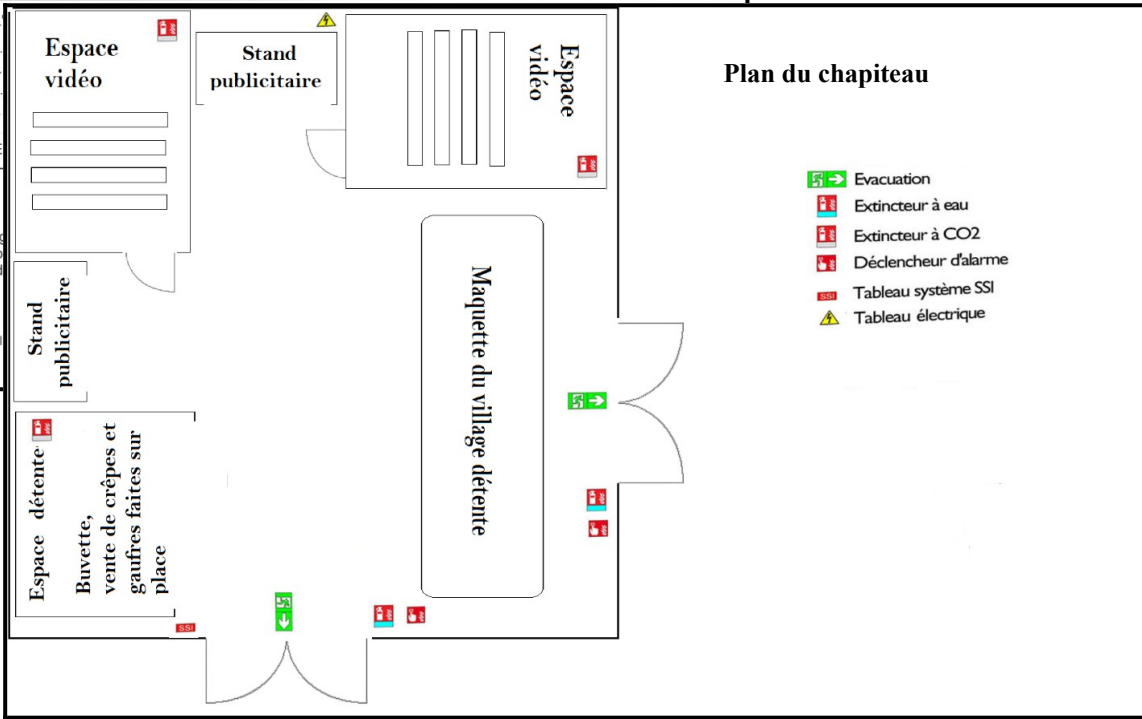 Espace
vidéo
Stand
publicitaire
Espace
vidéo
Plan du chapiteau
Evacuation
Extincteur à eau
Extincteur à CO2
Déclencheur d'alarme
SSI Tableau système SSI
Tableau électrique
Stand
publicitaire
Maquette du village détente
Espace détente
Buvette,
vente de crêpes et
gaufres faites sur
place
SSI